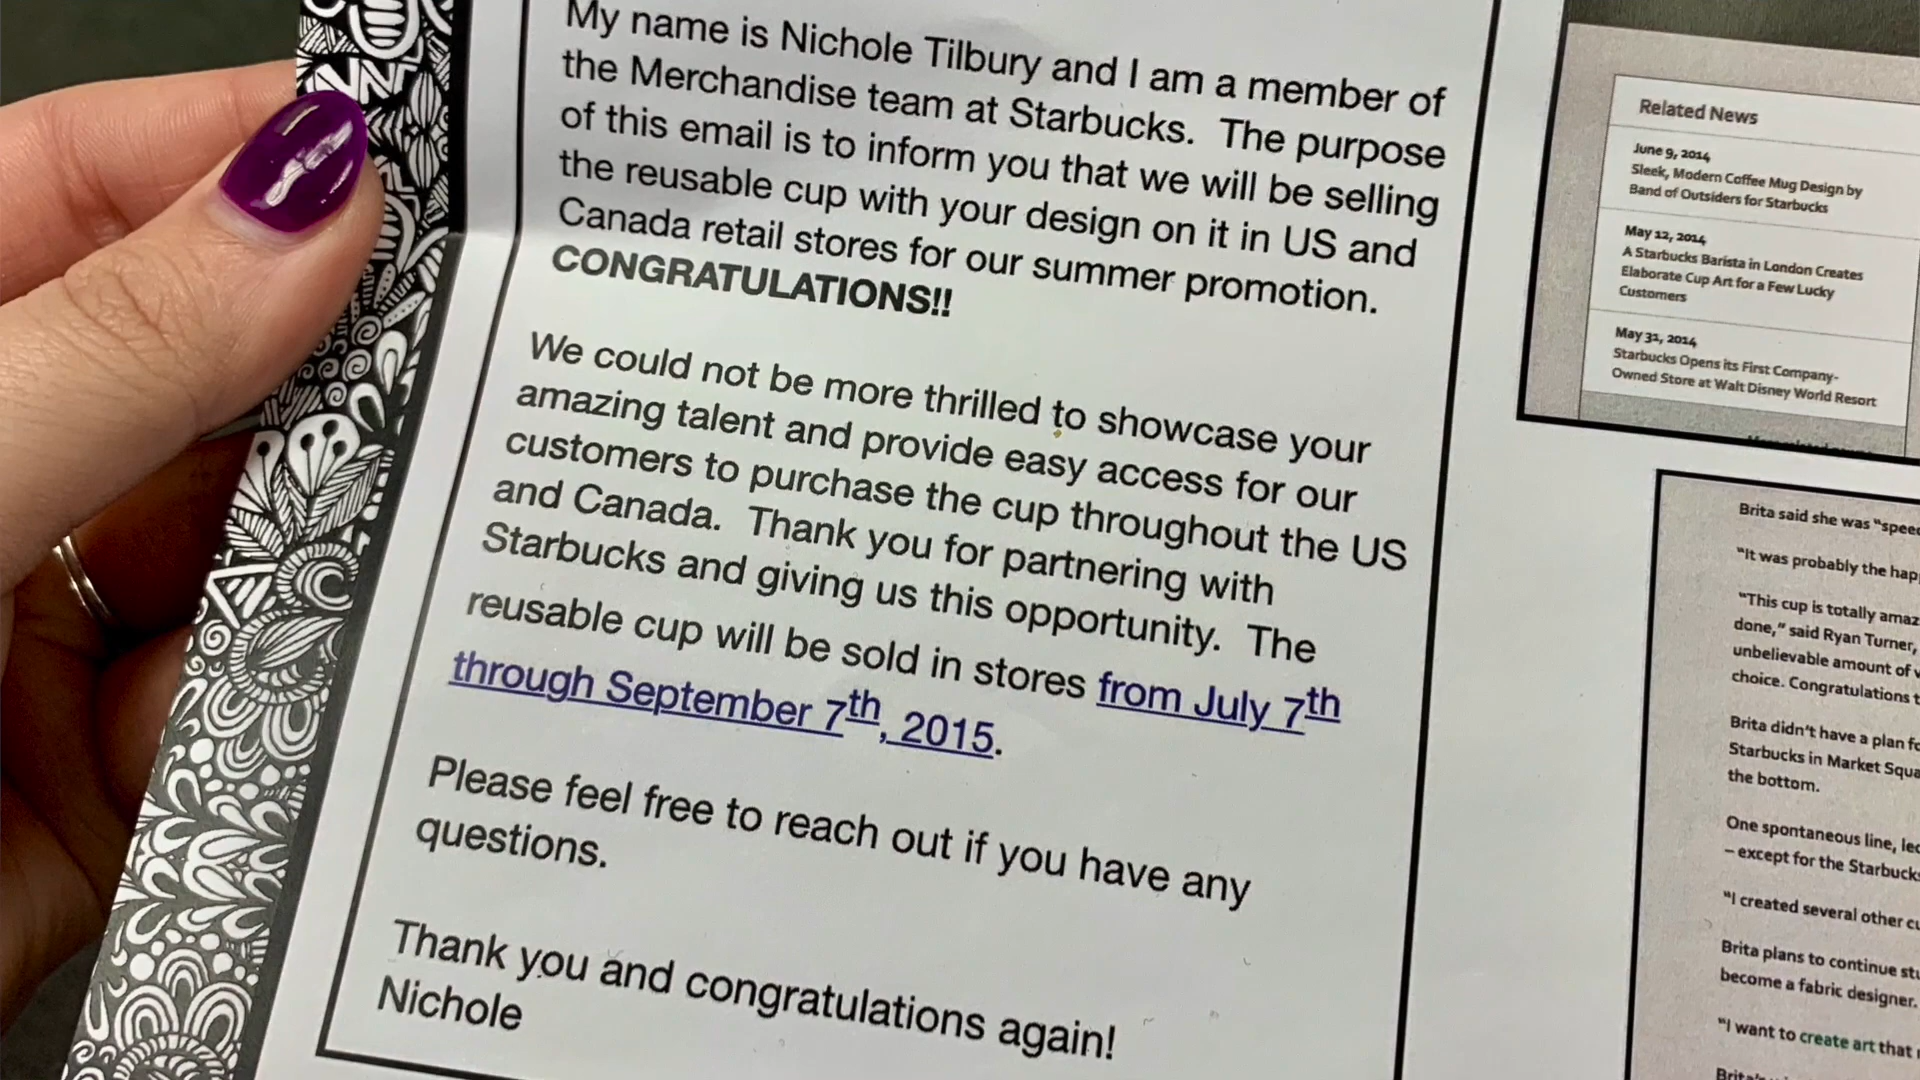 My name is Nichole Tilbury and I am a member of
the Merchandise team at Starbucks.  The purpose
of this email is to inform you that we will be selling
the reusable cup with your design on it in US and
Canada retail stores for our summer promotion.
CONGRATULATIONS!!
We could not be more thrilled to showcase your
amazing talent and provide easy access for our
customers to purchase the cup throughout the US
and Canada.  Thank you for partnering with
Starbucks and giving us this opportunity.  The
reusable cup will be sold in stores from July 7th
through September 7th, 2015.
Please feel free to reach out if you have any
questions.
Thank you and congratulations again!
Nichole
Related News
June 9, 2014
Sleek, Modern Coffee Mug Design by
Band of Outsiders for Starbucks
May 12, 2014
A Starbucks Barista in London Creates
Elaborate Cup Art for a Few Lucky
Customers
May 31, 2014
Starbucks Opens its First Company-
Owned Store at Walt Disney World Resort
Brita said she was "speed
"It was probably the hap
"This cup is totally amaz
done," said Ryan Turner,
unbelievable amount of
choice. Congratulations t
Brita didn't have a plan fo
Starbucks in Market Squa
the bottom.
One spontaneous line, led
– except for the Starbucks
"I created several other cu
Brita plans to continue stu
become a fabric designer.
"I want to create art that